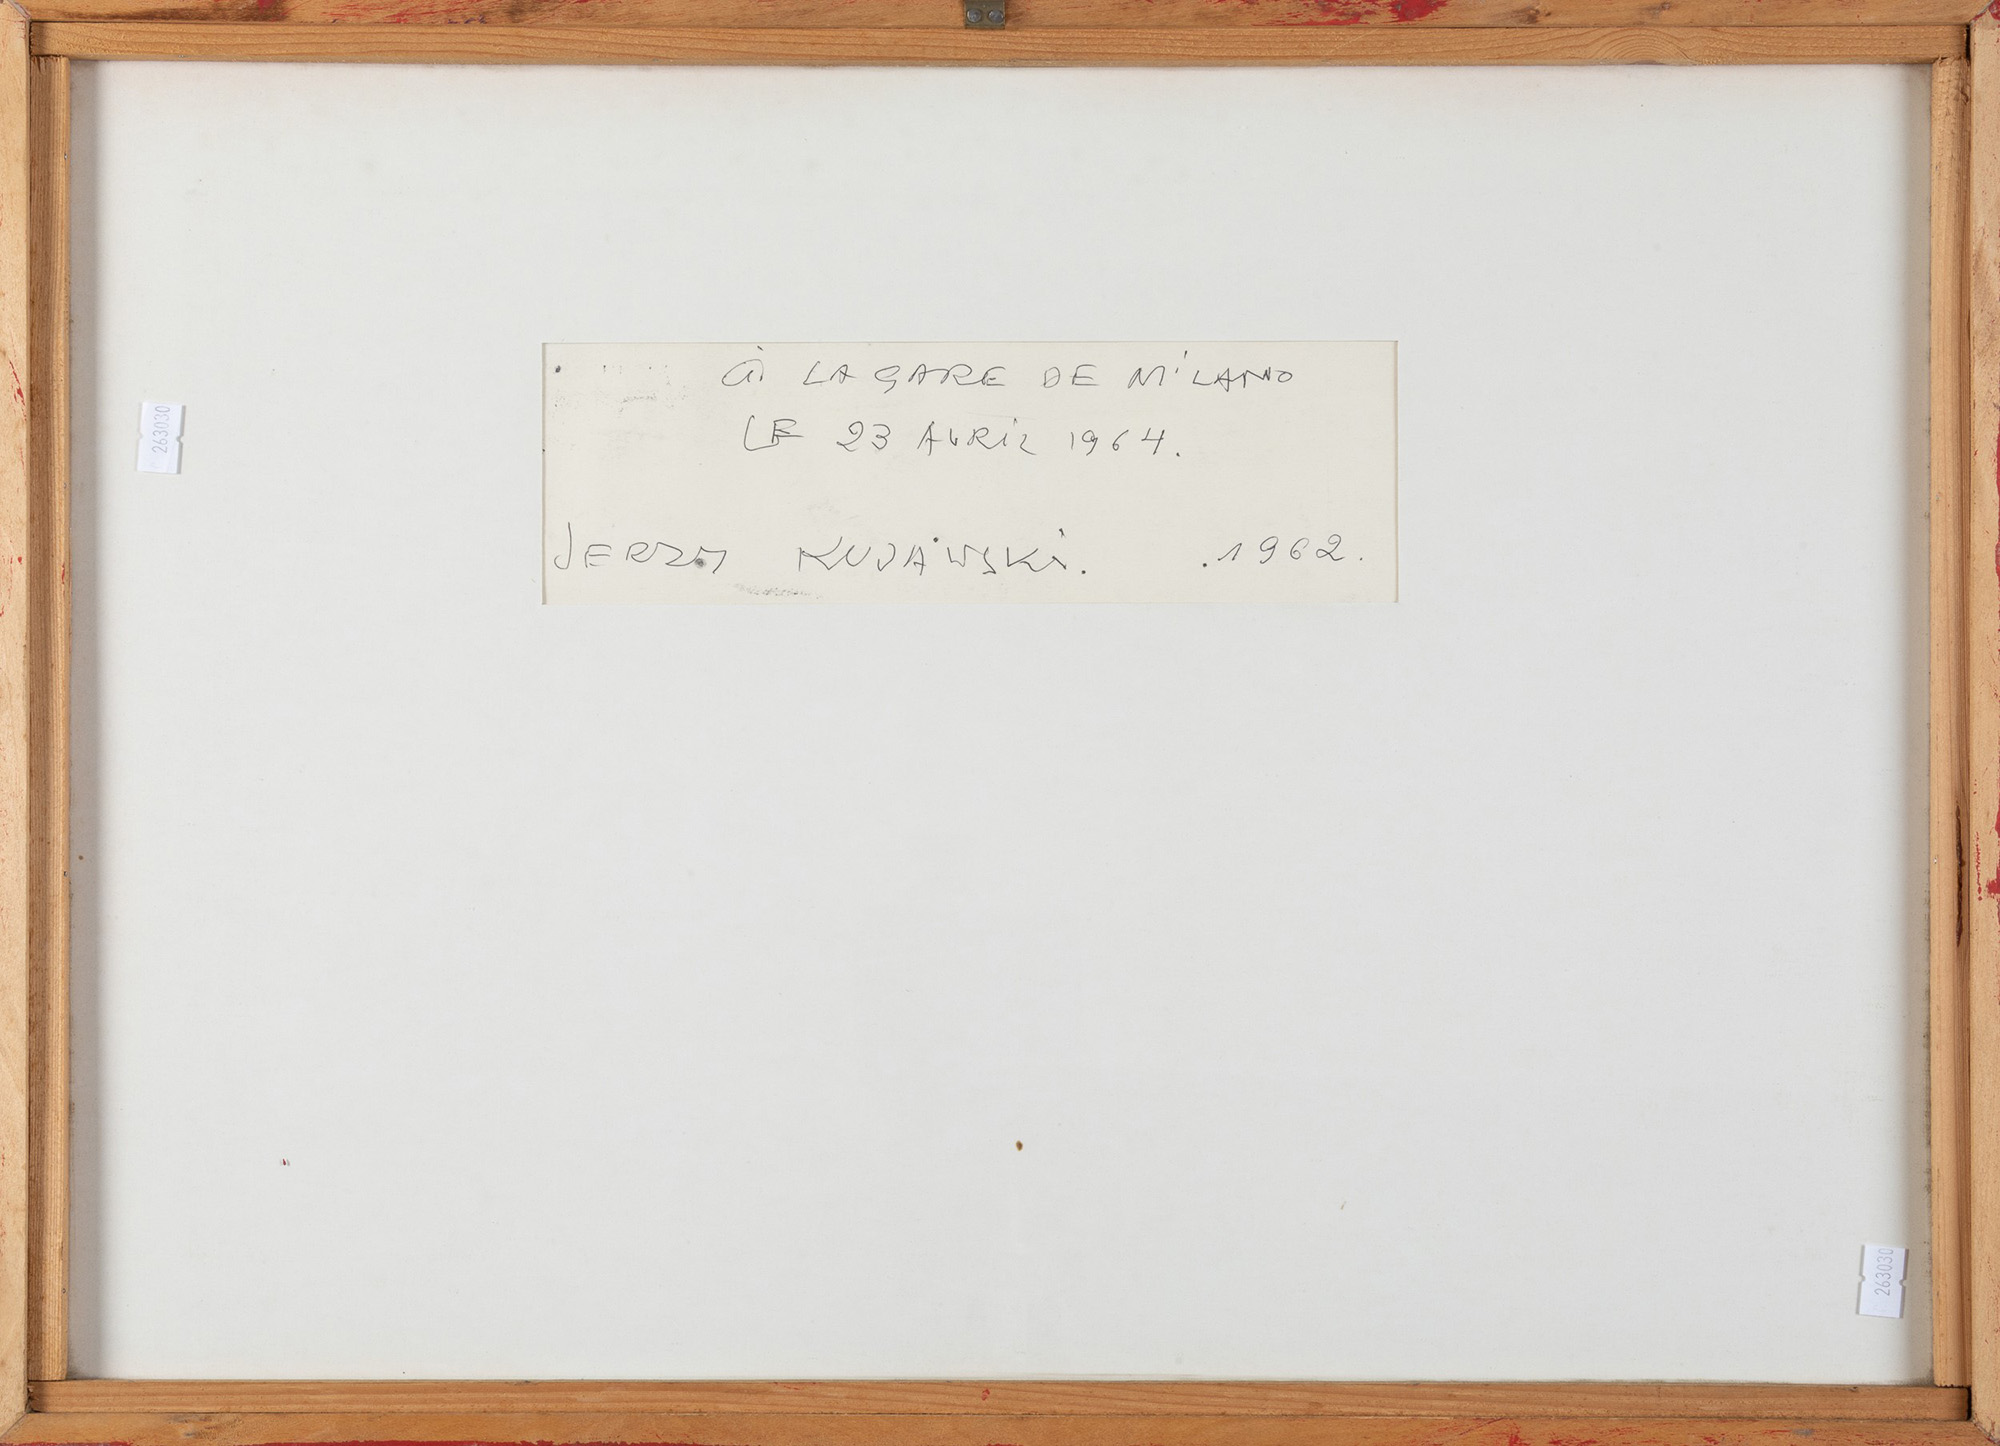 à LA GARE DE MiLANO
LE 23 AVRiL 1964.
JERZY KUJAWSKi. .1962.
263030
263030